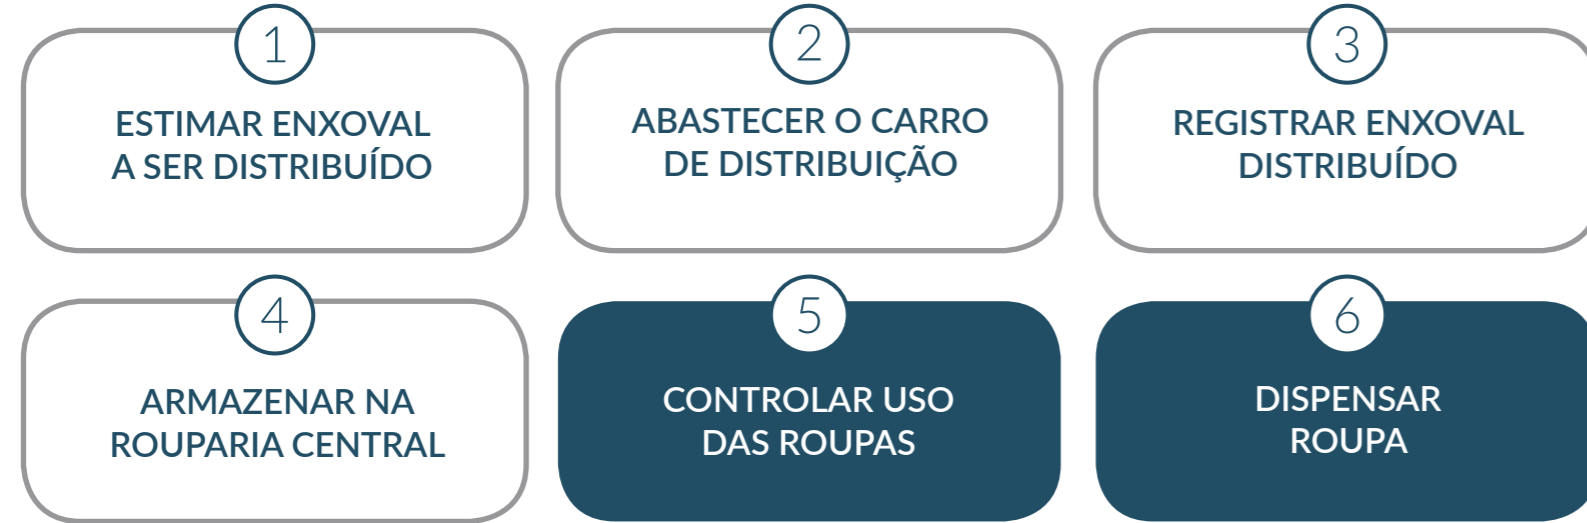 1
ESTIMAR ENXOVAL
A SER DISTRIBUÍDO
2
ABASTECER O CARRO
DE DISTRIBUIÇÃO
3
REGISTRAR ENXOVAL
DISTRIBUÍDO
4
ARMAZENAR NA
ROUPARIA CENTRAL
5
CONTROLAR USO
DAS ROUPAS
6
DISPENSAR
ROUPA